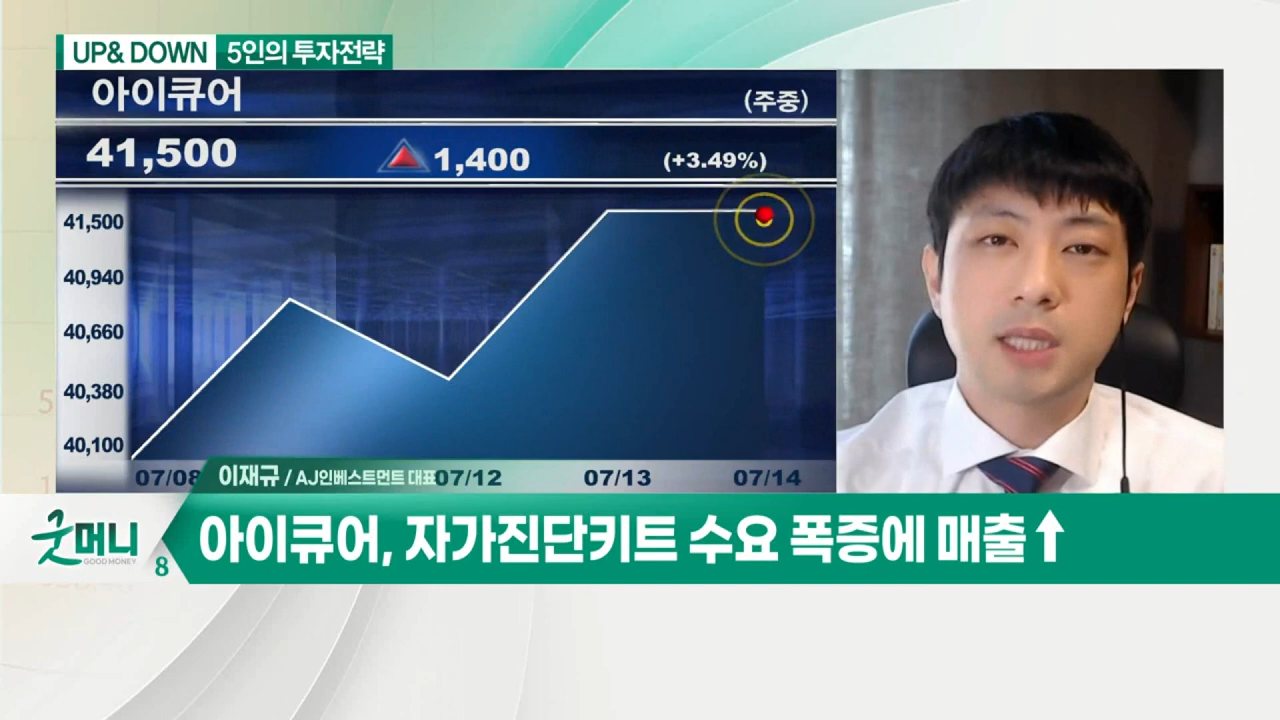 UP& DOWN 5인의 투자전략
아이큐어 (주중)
41,500 1,400 (+3.49%)
41,500
40,940
40,660
40,380
40,100
07/08 07/12 07/13 07/14
이재규 / AJ인베스트먼트 대표
아이큐어, 자가진단키트 수요 폭증에 매출↑
굿머니
GOOD MONEY
8
5
1